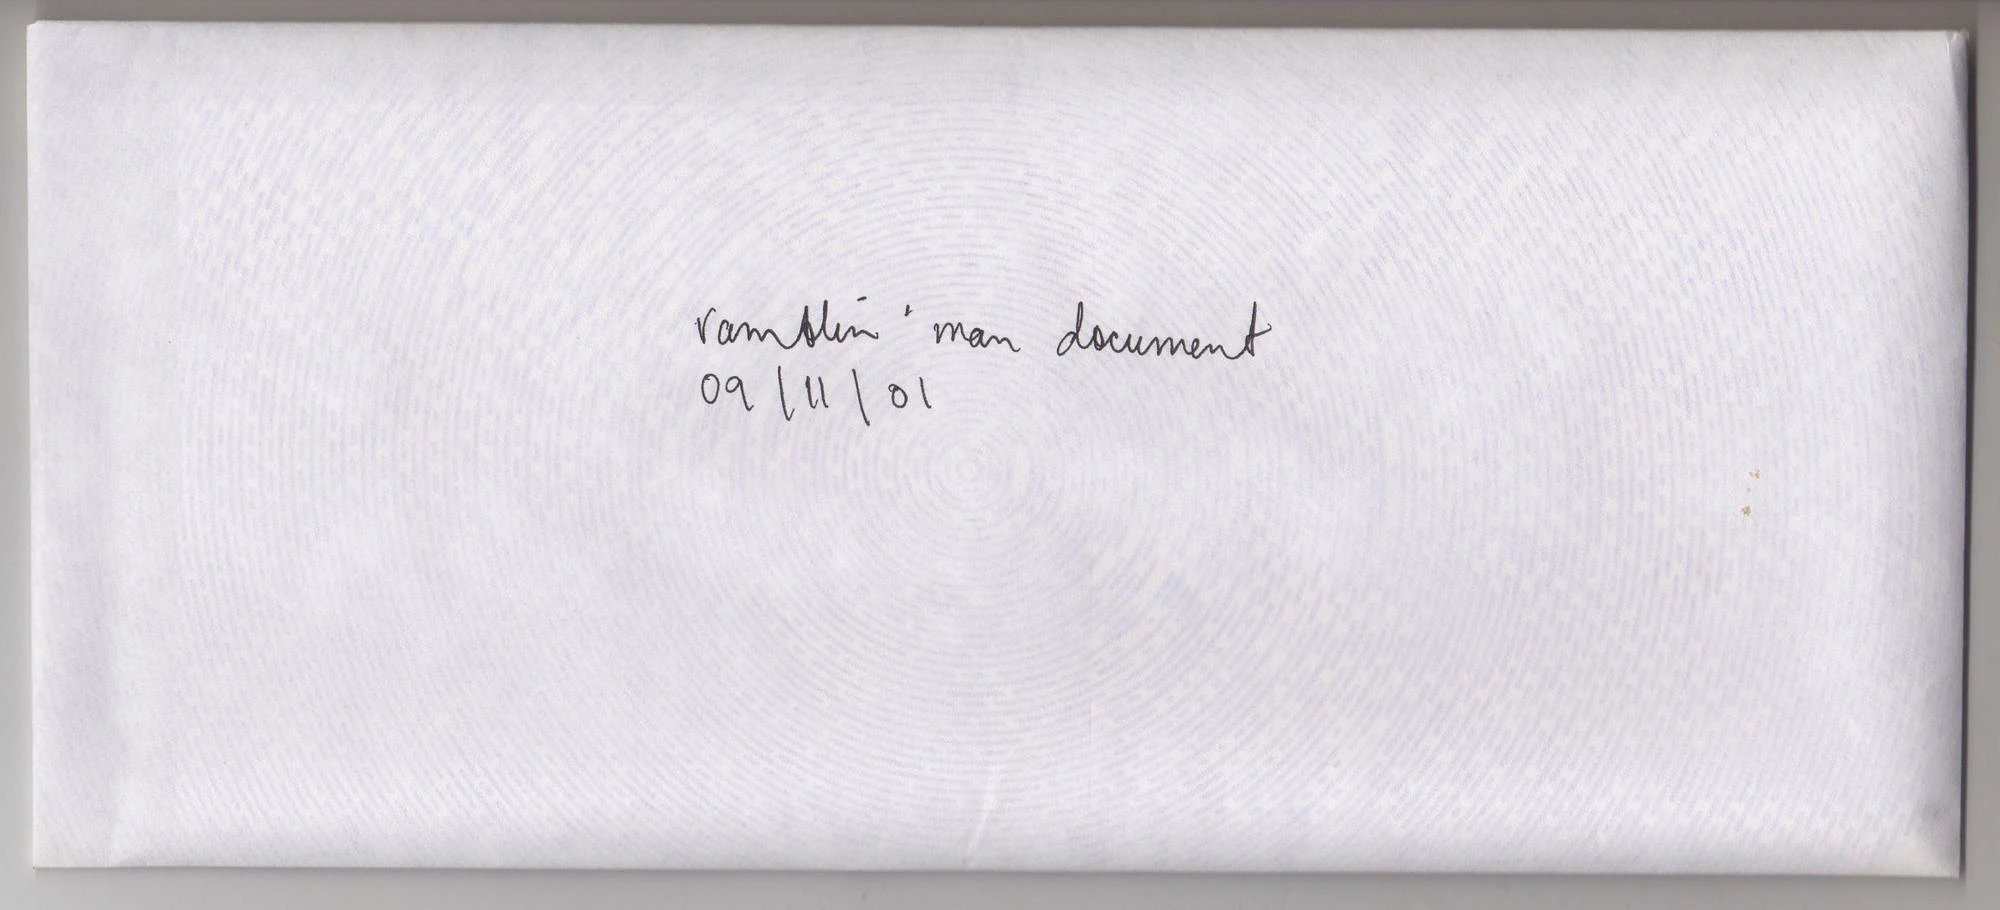 ramblin' man document
09/11/01